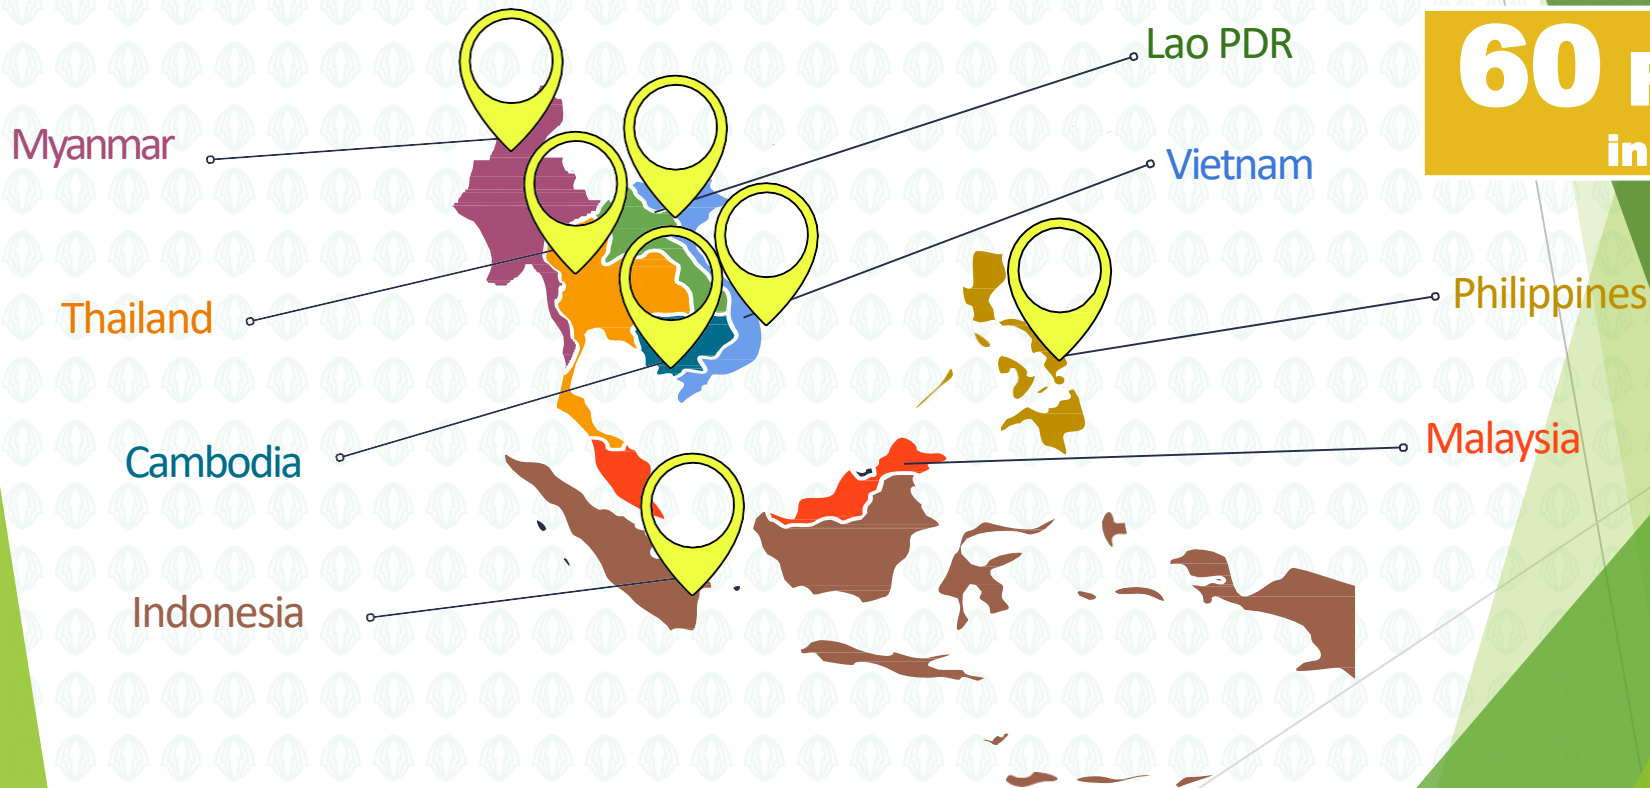 Lao PDR
60
in
Myanmar
Vietnam
Philippines
Thailand
Malaysia
Cambodia
Indonesia